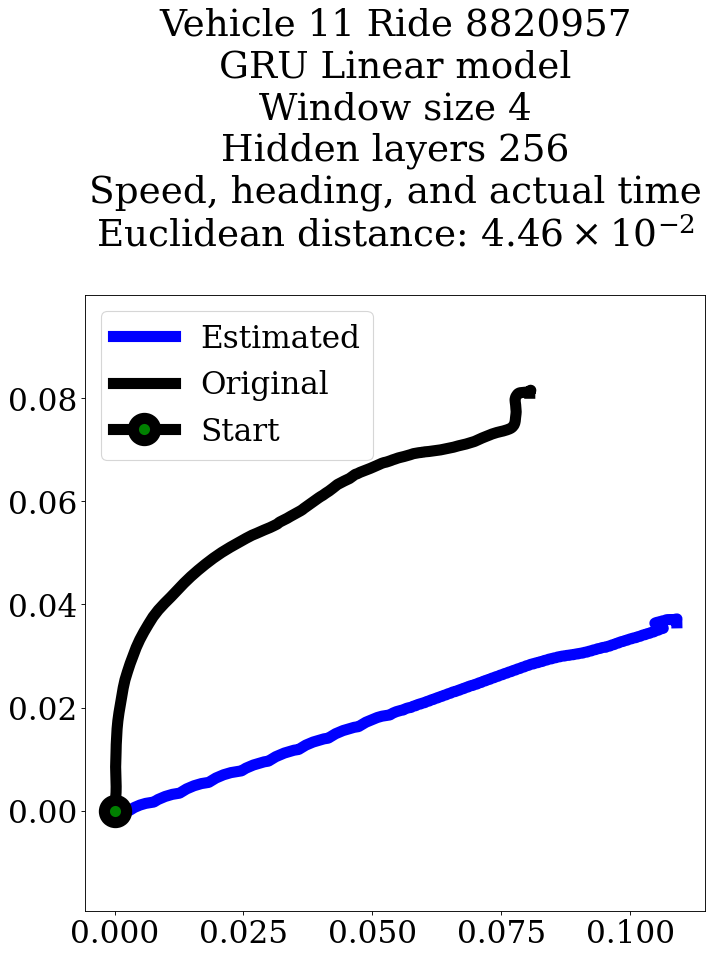 Vehicle 11 Ride 8820957
GRU Linear model
Window size 4
Hidden layers 256
Speed, heading, and actual time
Euclidean distance: 4.46 × 10⁻²
Estimated
Original
Start
0.08
0.06
0.04
0.02
0.00
0.000 0.025 0.050 0.075 0.100